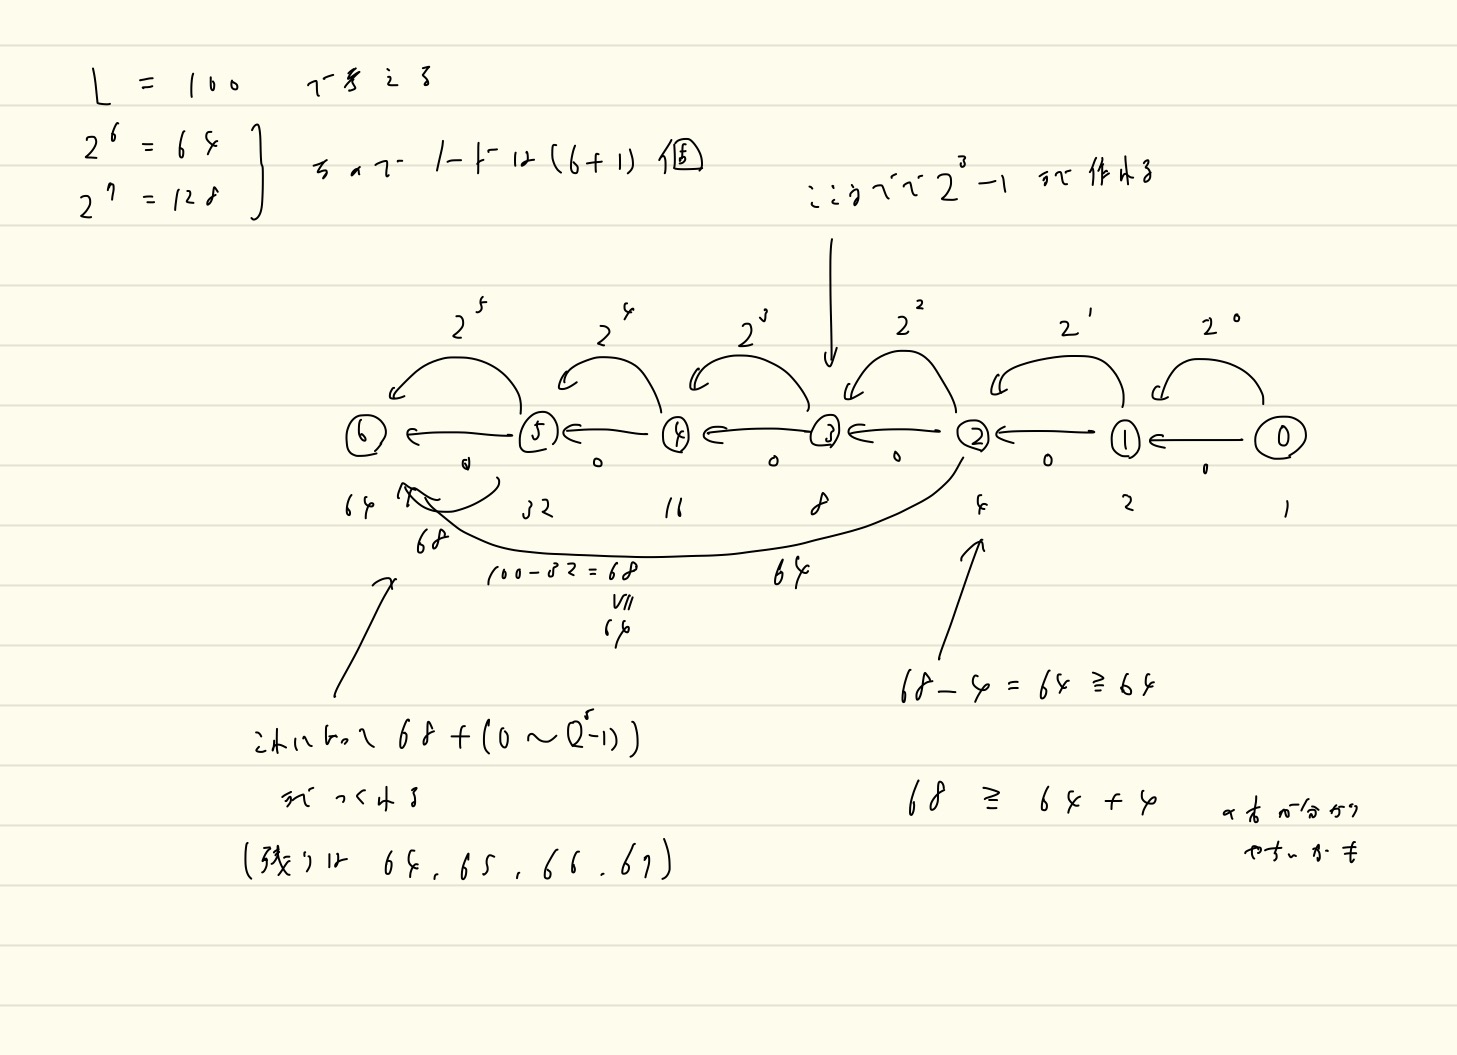 L = 100 で考える
2^6 = 64
2^7 = 128
なので ノードは (6+1) 個
ここまでで 2^3-1 まで作れる
2^5 2^4 2^3 2^2 2^1 2^0
6 5 4 3 2 1 0
0 0 0 0 0 0
64 32 16 8 4 2 1
68
100-32=68 64
VII
64
68-4=64≧64
これによって 68+(0〜2^5-1))
までつくれる
68 ≧ 64+4 の方が分かり
やすいかも
(残りは 64, 65, 66, 67)